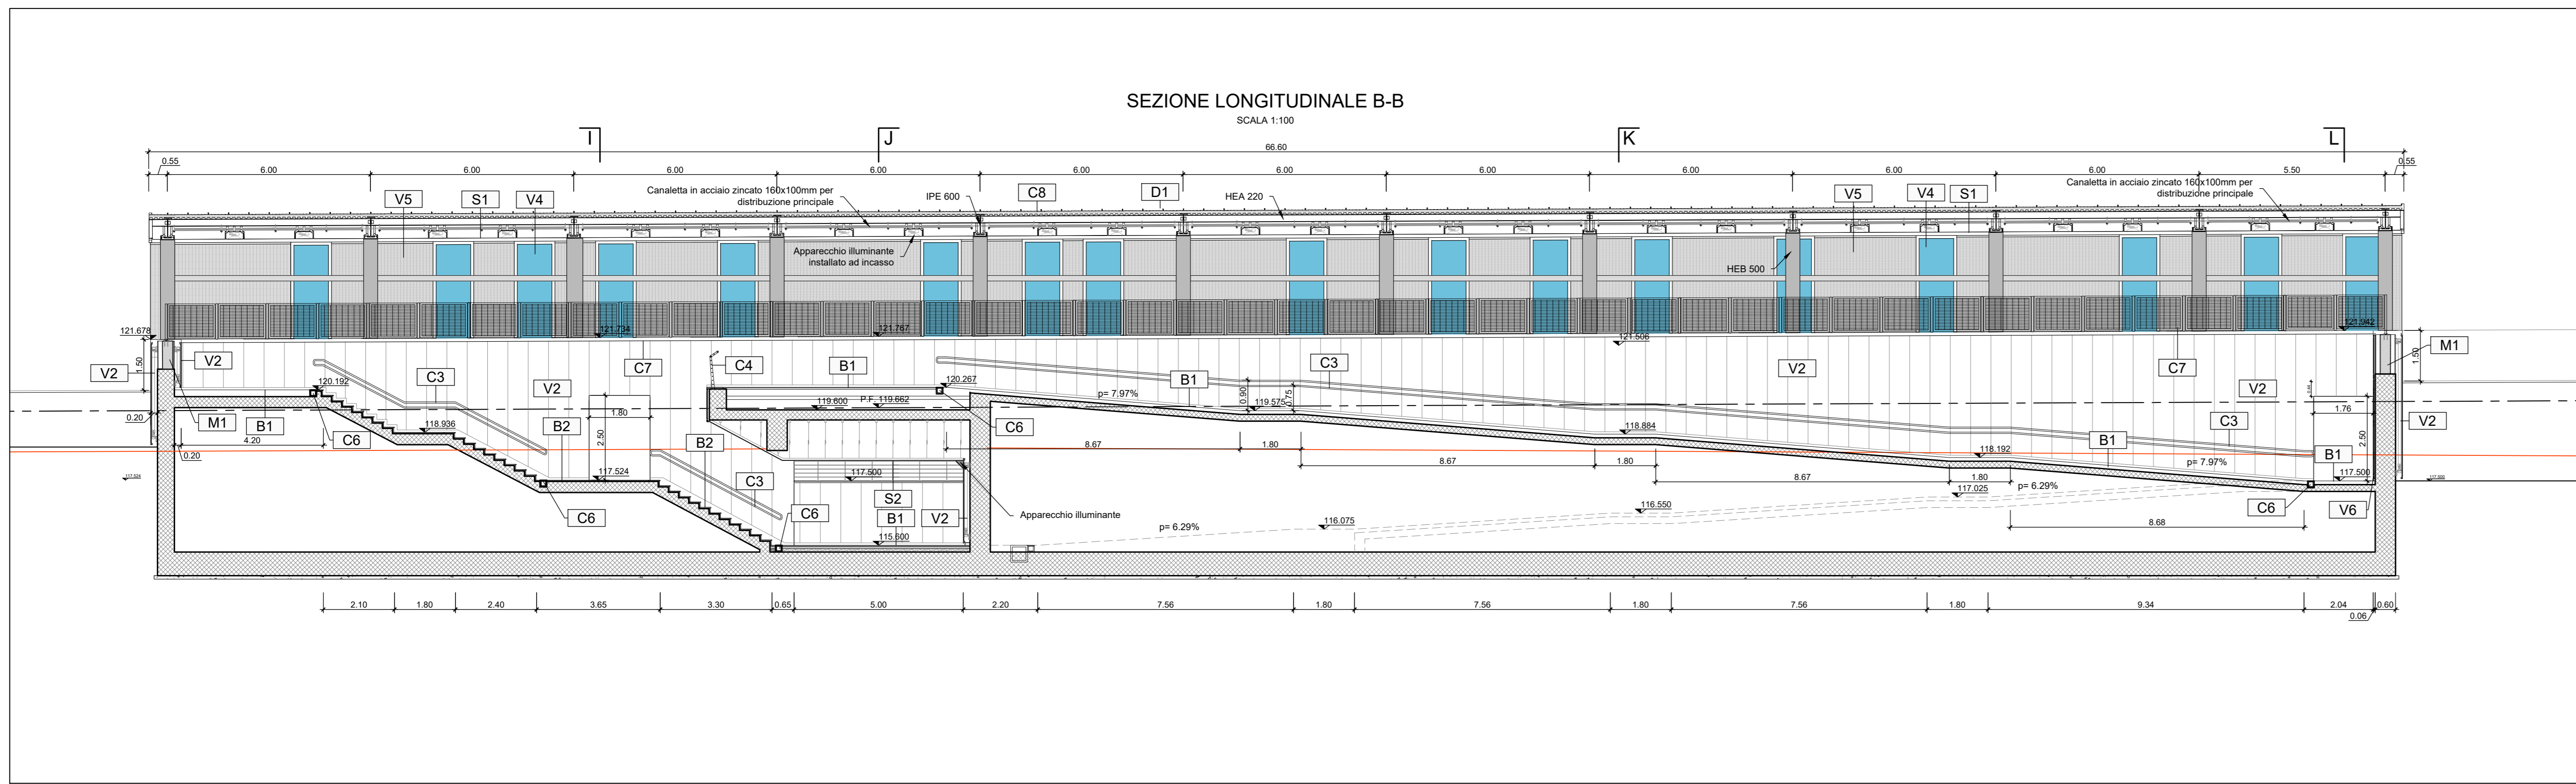 SEZIONE LONGITUDINALE B-B
SCALA 1:100
I
J
K
L
66.60
0.55
6.00
6.00
6.00
6.00
6.00
6.00
6.00
6.00
6.00
6.00
5.50
0.55
V5
S1
V4
Canaletta in acciaio zincato 160x100mm per
distribuzione principale
IPE 600
C8
D1
HEA 220
V5
V4
S1
Canaletta in acciaio zincato 160x100mm per
distribuzione principale
Apparecchio illuminante
installato ad incasso
HEB 500
121.678
121.734
121.767
121.506
121.942
1.50
V2
V2
C3
V2
C7
C4
B1
C3
B1
V2
C7
V2
M1
1.50
120.192
120.267
p= 7.97%
0.90
0.75
119.600
P.F. 119.662
119.575
0.20
B1
M1
4.20
0.20
C6
118.936
B2
1.80
2.50
B2
C6
8.67
1.80
118.884
8.67
1.80
B1
C3
1.76
2.50
V2
118.192
p= 7.97%
B1
117.524
117.524
C3
117.500
S2
B1
V2
8.67
1.80
117.500
117.500
C6
C6
Apparecchio illuminante
115.600
p= 6.29%
116.075
116.550
117.025
p= 6.29%
8.68
C6
V6
2.10
1.80
2.40
3.65
3.30
0.65
5.00
2.20
7.56
1.80
7.56
1.80
7.56
1.80
9.34
2.04
0.60
0.06